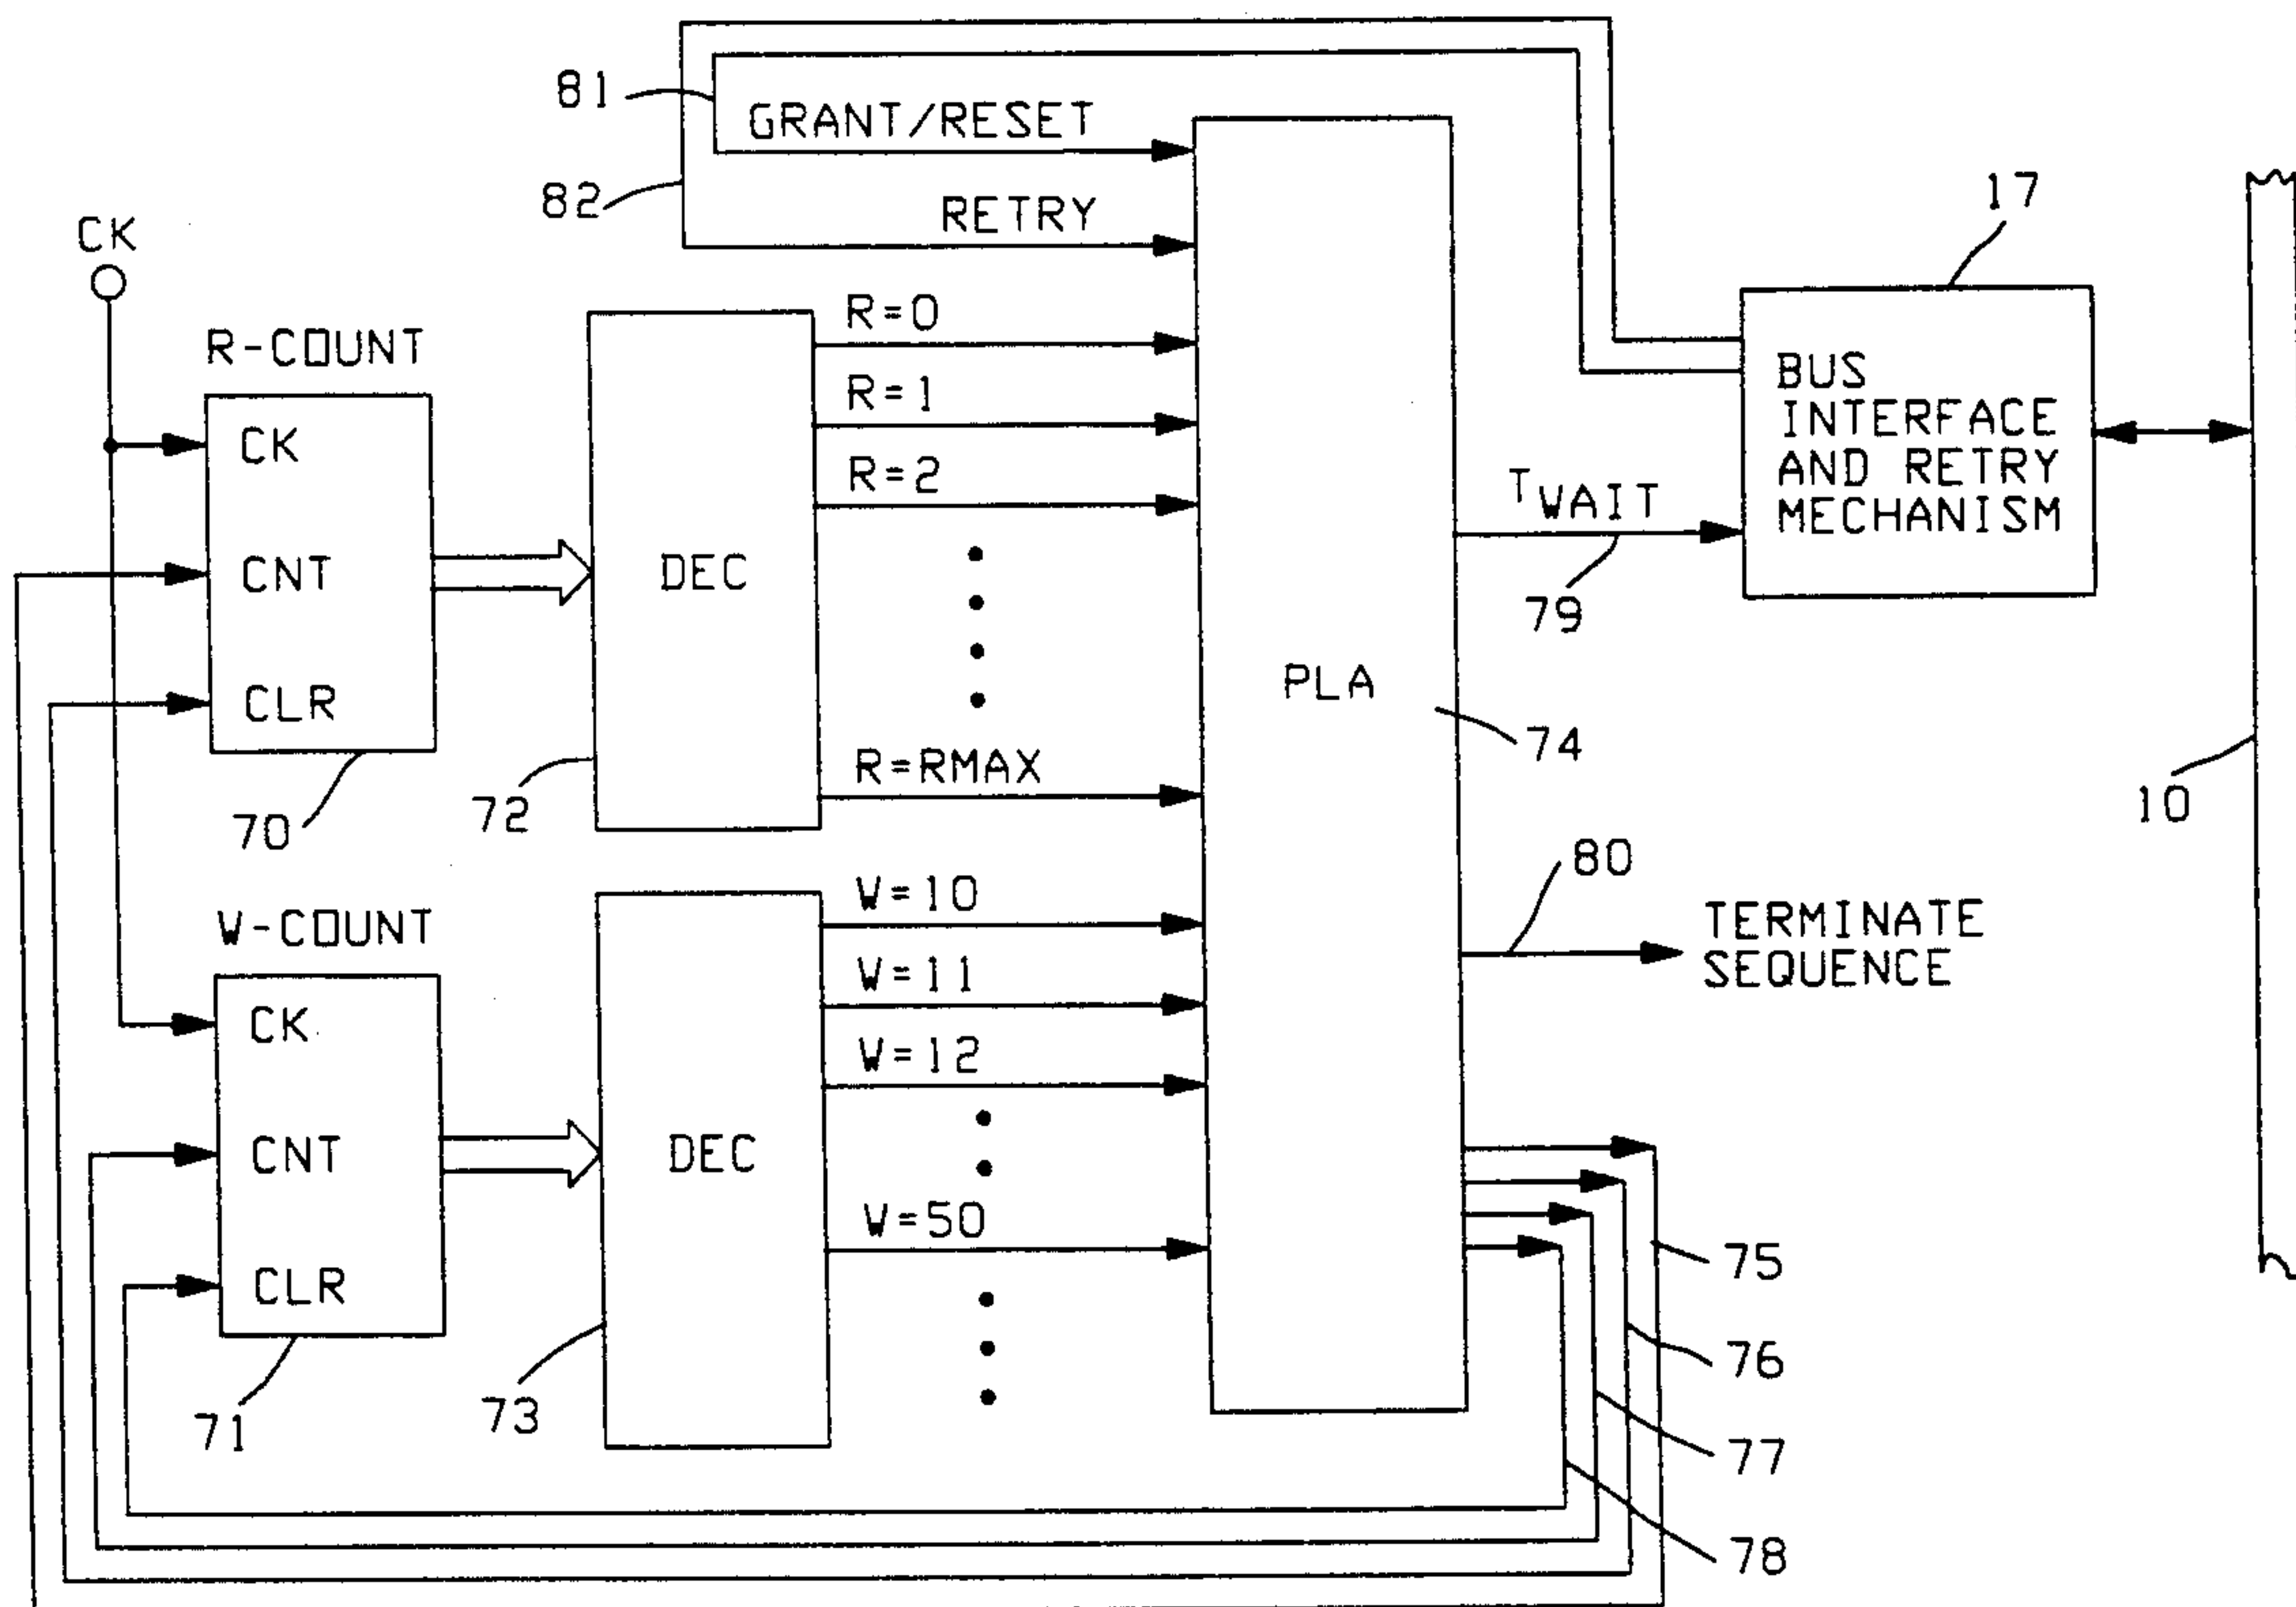 81
GRANT/RESET
82
RETRY
17
CK
R=0
R-COUNT
R=1
BUS
INTERFACE
AND RETRY
MECHANISM
CK
R=2
TWAIT
CNT
DEC
79
PLA
CLR
74
R=RMAX
10
70
72
80
W=10
W-COUNT
TERMINATE
SEQUENCE
W=11
CK
W=12
CNT
DEC
W=50
75
CLR
76
71
73
77
78